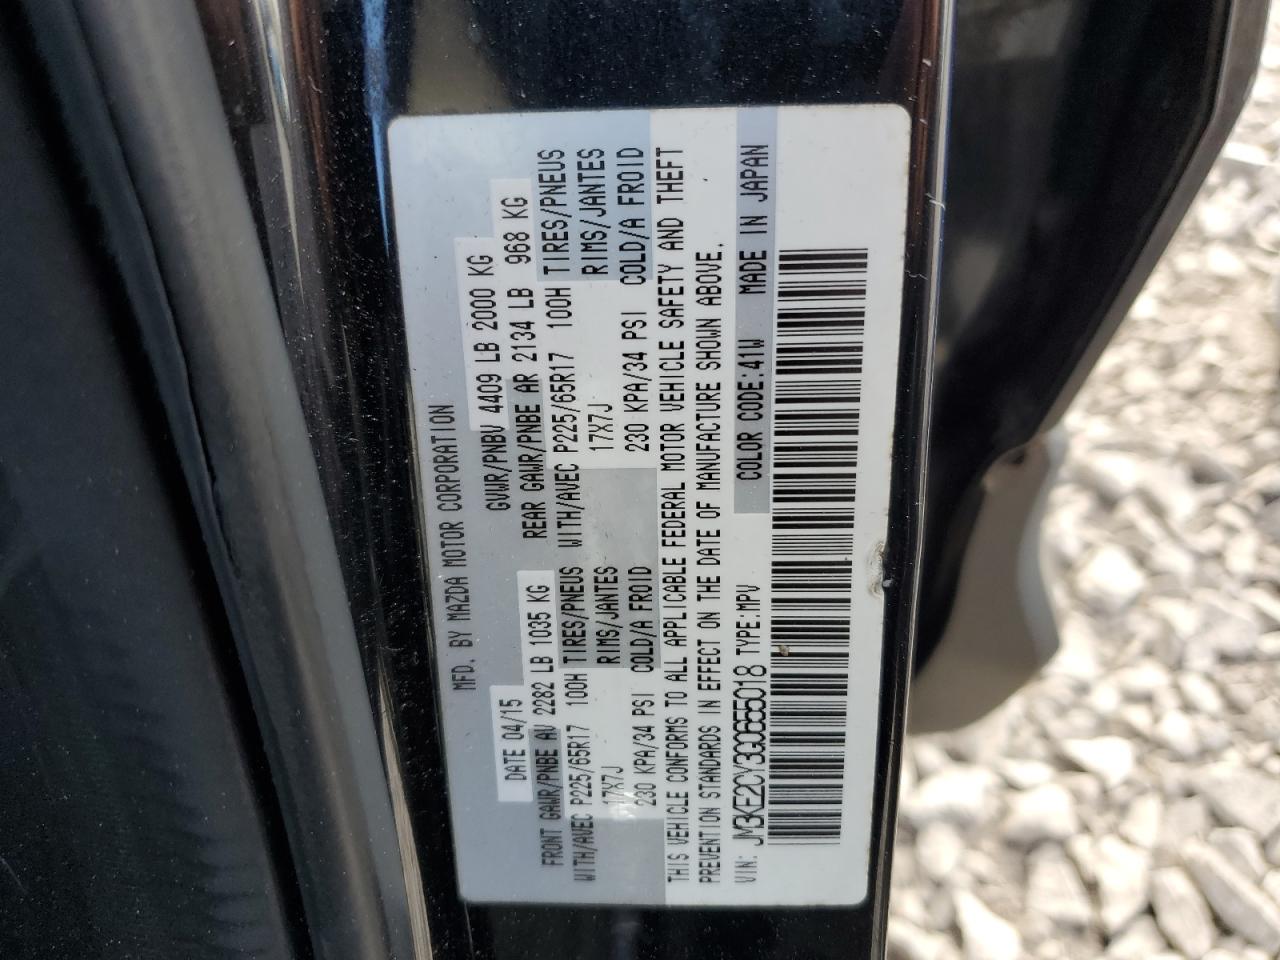 MFD. BY MAZDA MOTOR CORPORATION
DATE 04/15 GVWR/PNBV 4409 LB 2000 KG
FRONT GAWR/PNBE AV 2282 LB 1035 KG REAR GAWR/PNBE AR 2134 LB 968 KG
WITH/AVEC P225/65R17 100H TIRES/PNEUS WITH/AVEC P225/65R17 100H TIRES/PNEUS
17X7J RIMS/JANTES 17X7J RIMS/JANTES
230 KPA/34 PSI COLD/A FROID 230 KPA/34 PSI COLD/A FROID
THIS VEHICLE CONFORMS TO ALL APPLICABLE FEDERAL MOTOR VEHICLE SAFETY AND THEFT
PREVENTION STANDARDS IN EFFECT ON THE DATE OF MANUFACTURE SHOWN ABOVE.
VIN: JM3KE2CY3G0655018 TYPE:MPV COLOR CODE:41W MADE IN JAPAN